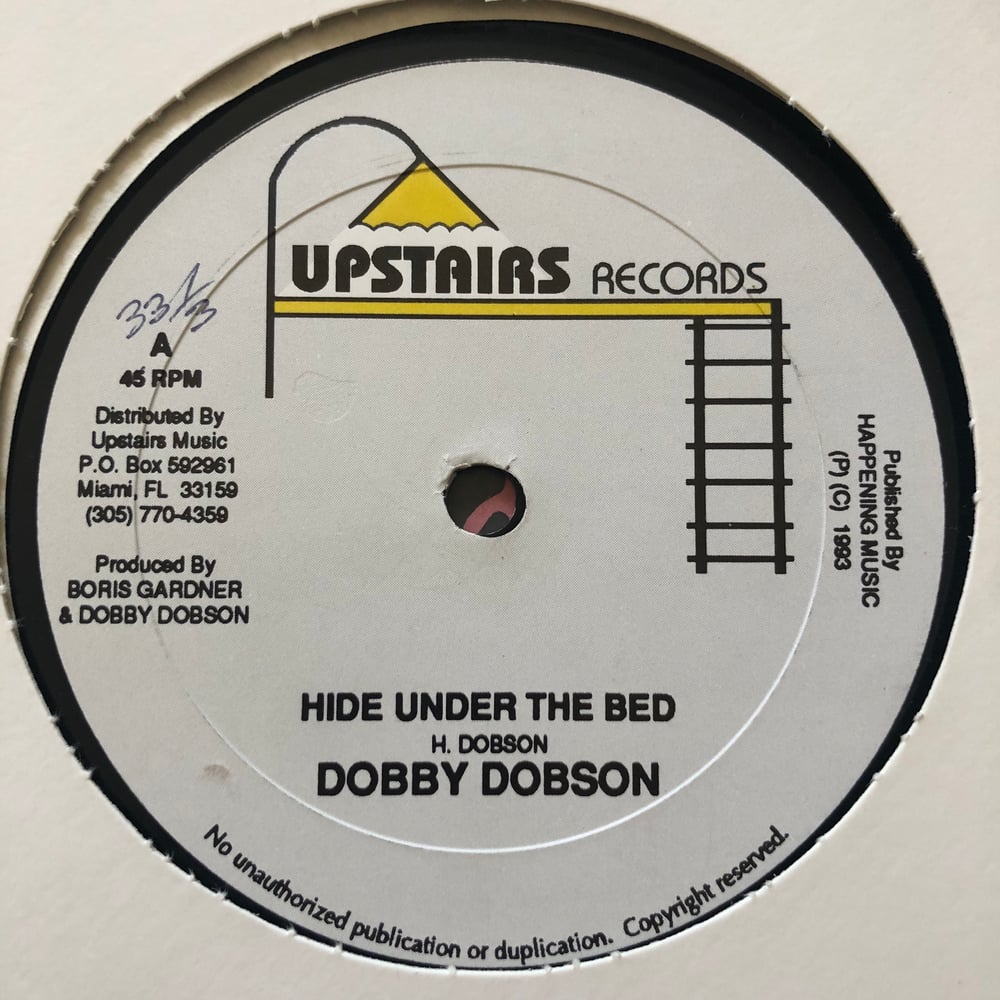 UPSTAIRS RECORDS
33 1/3
A
45 RPM
Distributed By
Upstairs Music
P.O. Box 592961
Miami, FL 33159
(305) 770-4359
Produced By
BORIS GARDNER
& DOBBY DOBSON
Published By
HAPPENING MUSIC
(P) (C) 1993
HIDE UNDER THE BED
H. DOBSON
DOBBY DOBSON
No unauthorized publication or duplication. Copyright reserved.